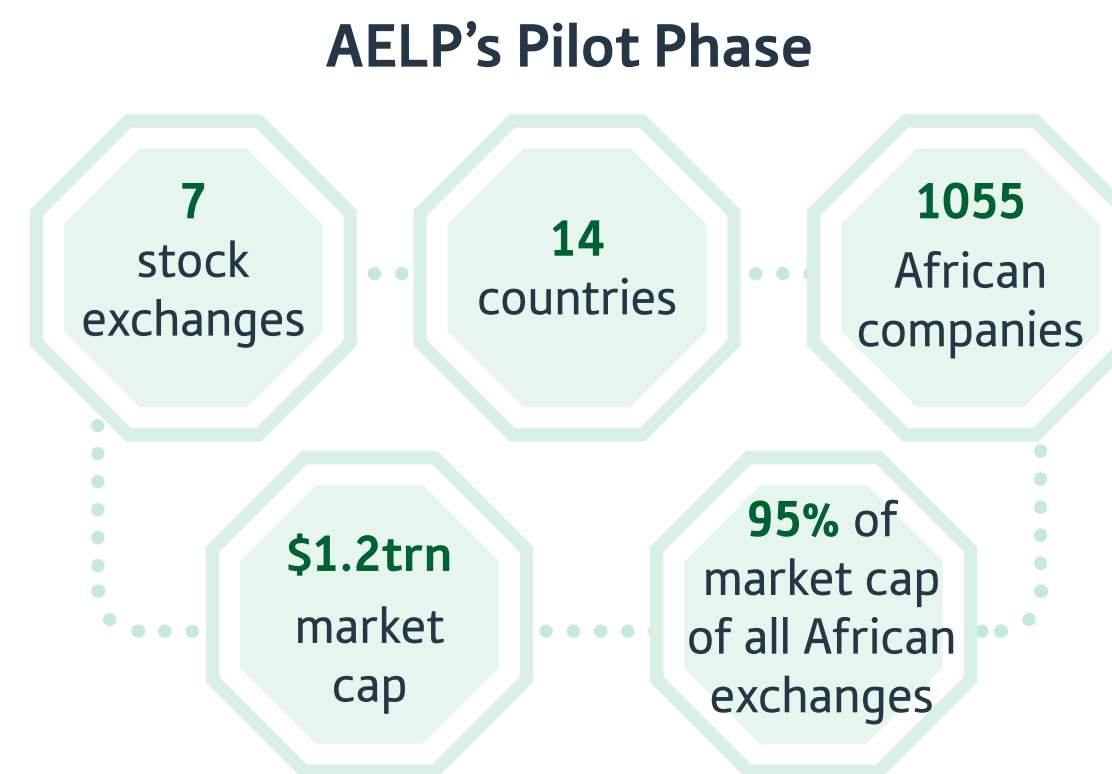 AELP’s Pilot Phase
7
stock
exchanges
14
countries
1055
African
companies
$1.2trn
market
cap
95% of
market cap
of all African
exchanges